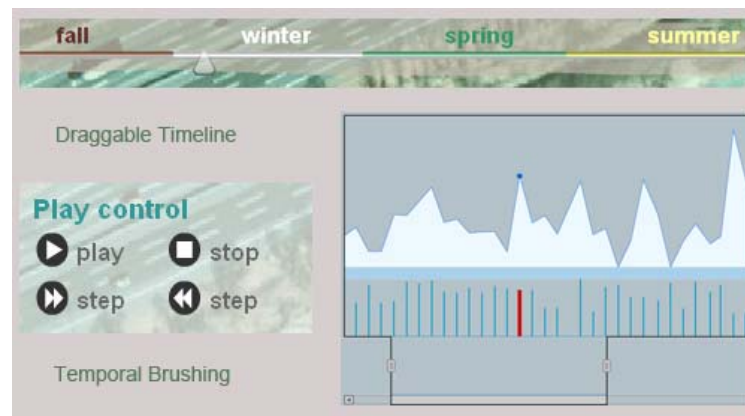 fall winter spring summer
Draggable Timeline
Play control
play stop
step step
Temporal Brushing